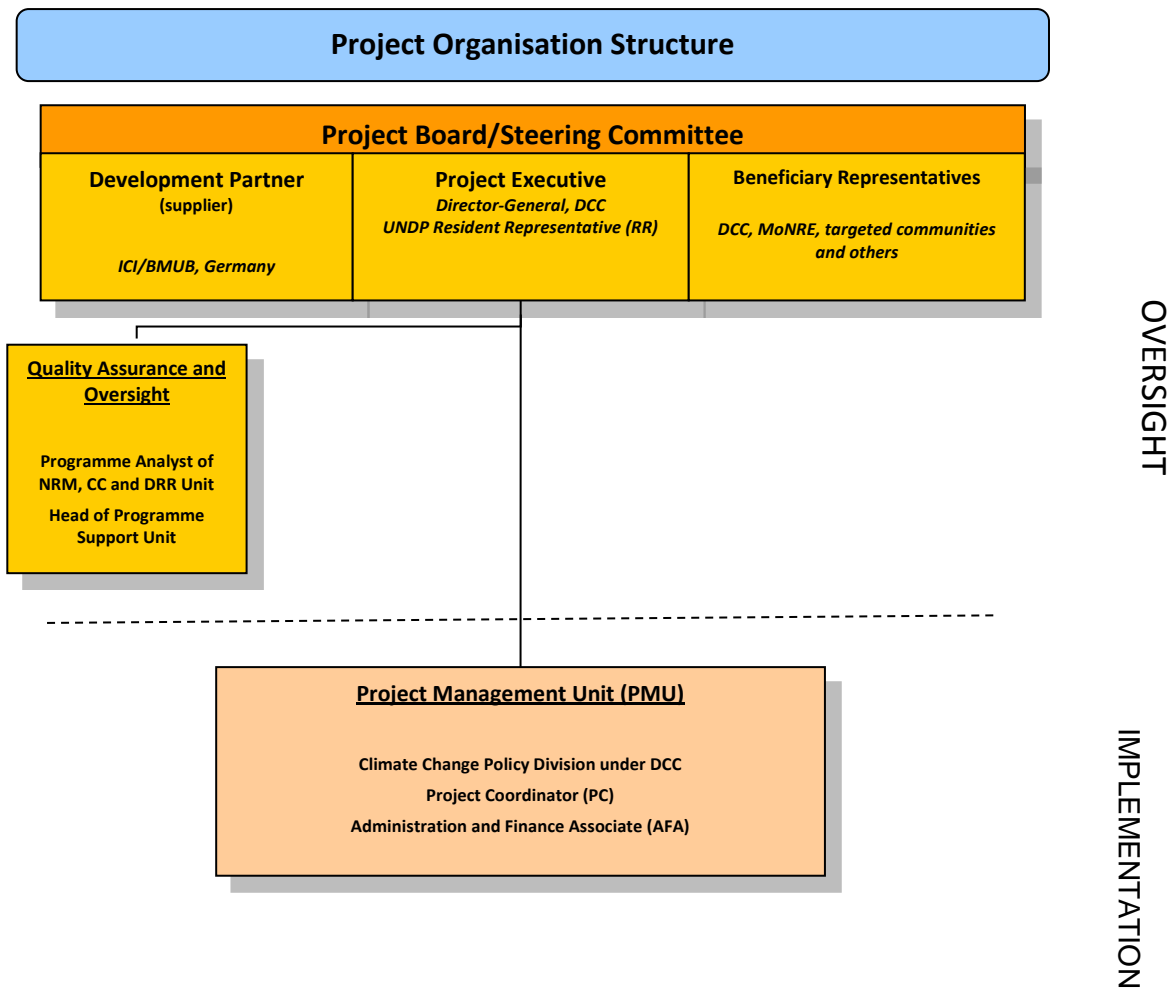 Project Organisation Structure
Project Board/Steering Committee
Development Partner
(supplier)
ICI/BMUB, Germany
Project Executive
Director-General, DCC
UNDP Resident Representative (RR)
Beneficiary Representatives
DCC, MoNRE, targeted communities
and others
OVERSIGHT
Quality Assurance and
Oversight
Programme Analyst of
NRM, CC and DRR Unit
Head of Programme
Support Unit
Project Management Unit (PMU)
Climate Change Policy Division under DCC
Project Coordinator (PC)
Administration and Finance Associate (AFA)
IMPLEMENTATION